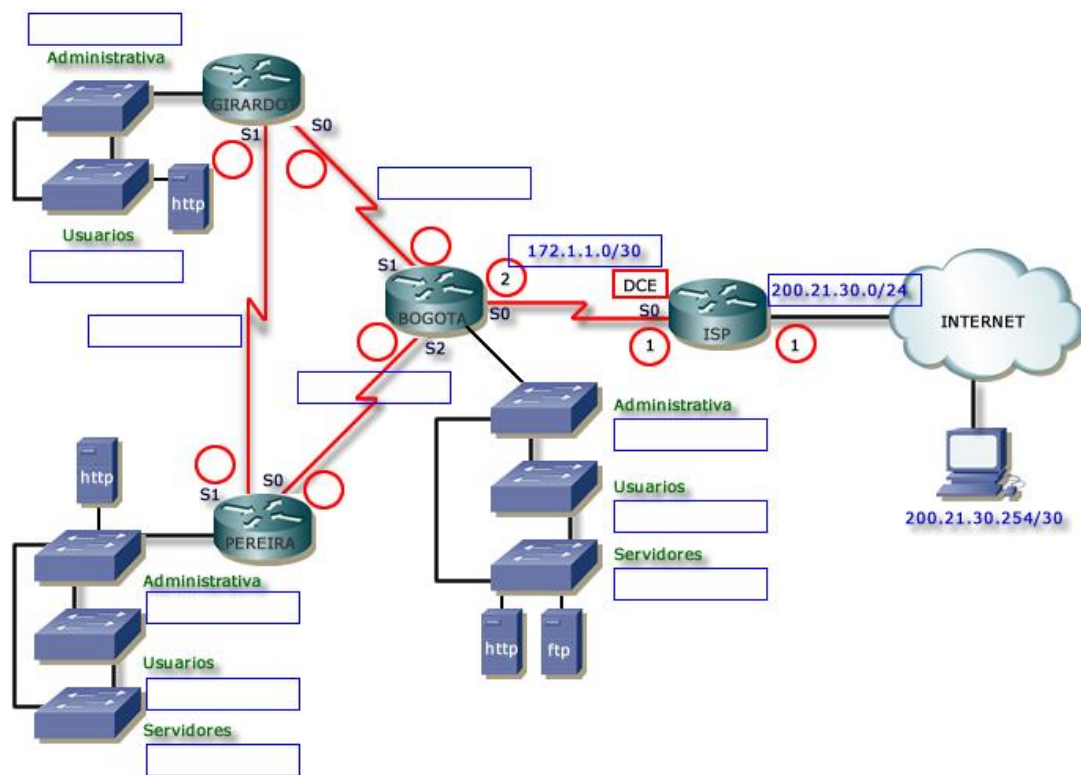 Administrativa
GIRARDOT
S1
S0
http
Usuarios
172.1.1.0/30
S1
2
DCE
200.21.30.0/24
BOGOTA
S0
S0
ISP
INTERNET
1
1
S2
Administrativa
http
Usuarios
200.21.30.254/30
S1
S0
PEREIRA
Servidores
Administrativa
http
ftp
Usuarios
Servidores